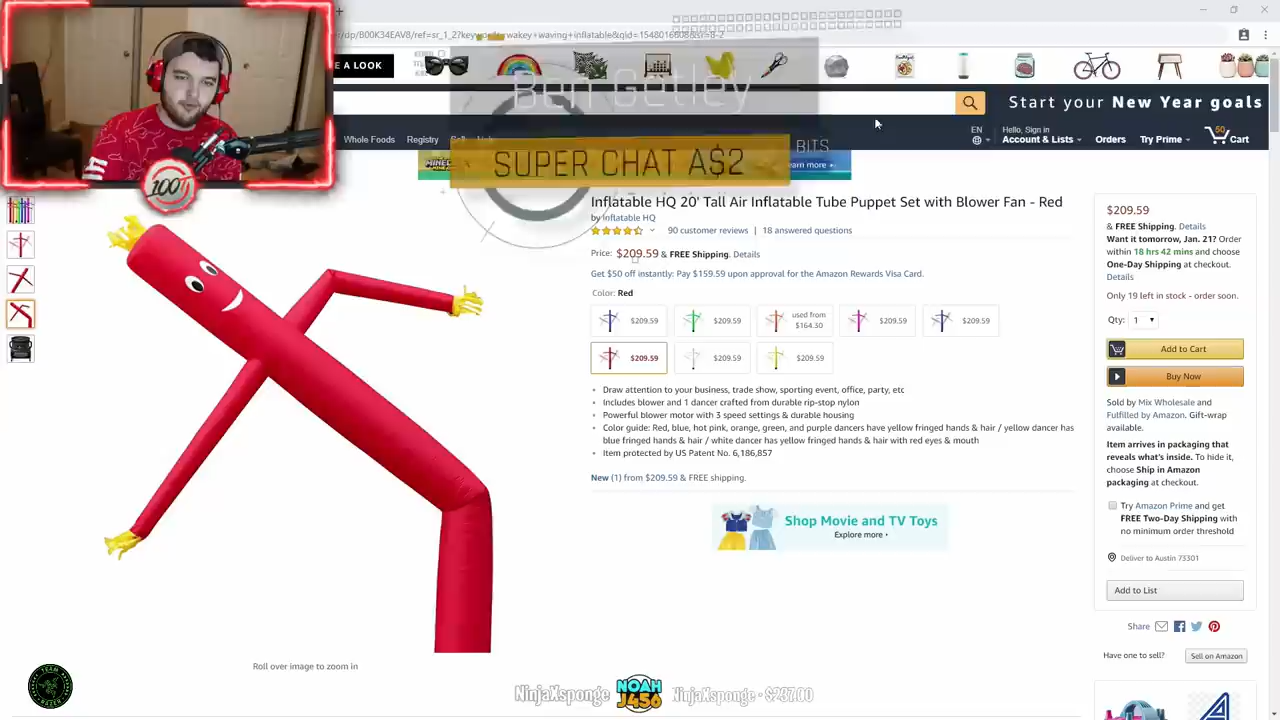 E A LOOK
Start your New Year goals
Whole Foods
Registry
EN
Hello, Sign in
Account & Lists
Orders
Try Prime
50
Cart
Ben Getley
SUPER CHAT A$2
BITS
100T
Inflatable HQ 20' Tall Air Inflatable Tube Puppet Set with Blower Fan - Red
by Inflatable HQ
90 customer reviews | 18 answered questions
Price: $209.59 & FREE Shipping. Details
Get $50 off instantly: Pay $159.59 upon approval for the Amazon Rewards Visa Card.
Color: Red
$209.59
$209.59
used from
$164.30
$209.59
$209.59
$209.59
$209.59
$209.59
• Draw attention to your business, trade show, sporting event, office, party, etc
• Includes blower and 1 dancer crafted from durable rip-stop nylon
• Powerful blower motor with 3 speed settings & durable housing
• Color guide: Red, blue, hot pink, orange, green, and purple dancers have yellow fringed hands & hair / yellow dancer has
blue fringed hands & hair / white dancer has yellow fringed hands & hair with red eyes & mouth
• Item protected by US Patent No. 6,186,857
New (1) from $209.59 & FREE shipping.
Shop Movie and TV Toys
Explore more
Roll over image to zoom in
$209.59
& FREE Shipping. Details
Want it tomorrow, Jan. 21? Order
within 18 hrs 42 mins and choose
One-Day Shipping at checkout.
Details
Only 19 left in stock - order soon.
Qty: 1
Add to Cart
Buy Now
Sold by Mix Wholesale and
Fulfilled by Amazon. Gift-wrap
available.
Item arrives in packaging that
reveals what's inside. To hide it,
choose Ship in Amazon
packaging at checkout.
Try Amazon Prime and get
FREE Two-Day Shipping with
no minimum order threshold
Deliver to Austin 73301
Add to List
Share
Have one to sell?
Sell on Amazon
NinjaXsponge
NOAH
J456
NinjaXsponge - $237.00